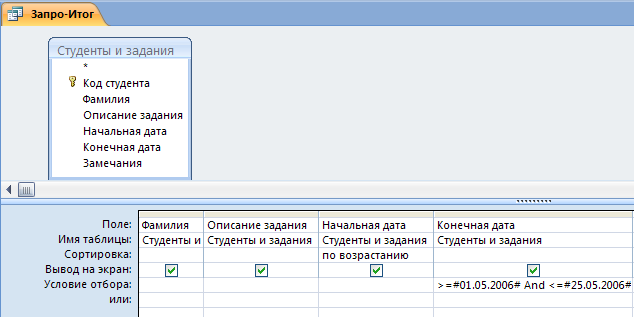 Запро-Итог
Студенты и задания
*
Код студента
Фамилия
Описание задания
Начальная дата
Конечная дата
Замечания
Поле: Фамилия Описание задания Начальная дата Конечная дата
Имя таблицы: Студенты и Студенты и задания Студенты и задания Студенты и задания
Сортировка: по возрастанию
Вывод на экран:
Условие отбора: >=#01.05.2006# And <=#25.05.2006#
или: